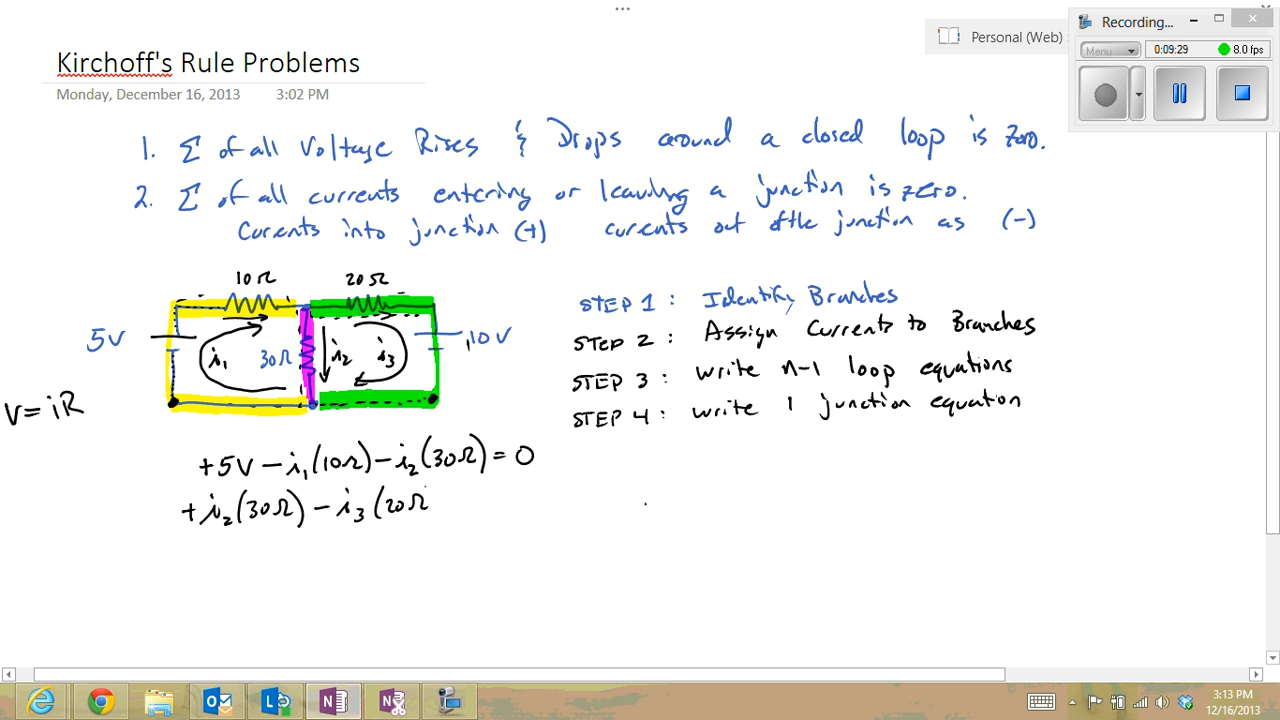 Recording...
Personal (Web)
Menu
0:09:29
8.0 fps
Kirchoff's Rule Problems
Monday, December 16, 2013 3:02 PM
1. Σ of all Voltage Rises & Drops around a closed loop is zero.
2. Σ of all currents entering or leaving a junction is zero.
Currents into junction (+) currents out of the junction as (-)
10Ω 20Ω
5V i₁ 30Ω i₂ i₃ 10V
V=iR
STEP 1: Identify Branches
STEP 2: Assign Currents to Branches
STEP 3: write n-1 loop equations
STEP 4: write 1 junction equation
+5V -i₁(10Ω) -i₂(30Ω) = 0
+i₂(30Ω) - i₃(20Ω
3:13 PM
12/16/2013